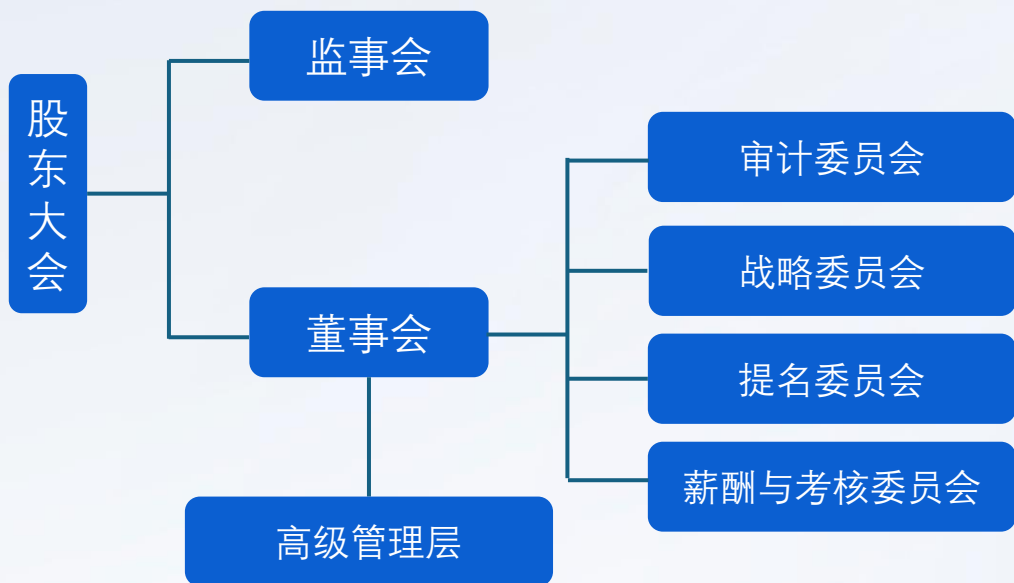 股东大会
监事会
董事会
高级管理层
审计委员会
战略委员会
提名委员会
薪酬与考核委员会